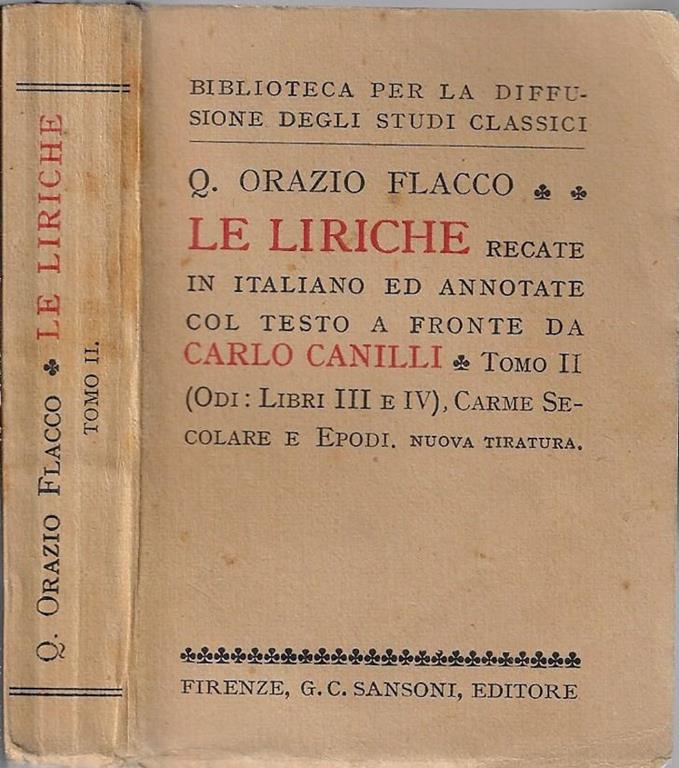 Q. ORAZIO FLACCO ♣ LE LIRICHE
TOMO II.
BIBLIOTECA PER LA DIFFU-
SIONE DEGLI STUDI CLASSICI
Q. ORAZIO FLACCO ♣ ♣
LE LIRICHE RECATE
IN ITALIANO ED ANNOTATE
COL TESTO A FRONTE DA
CARLO CANILLI ♣ TOMO II
(ODI: LIBRI III E IV), CARME SE-
COLARE E EPODI. NUOVA TIRATURA.
FIRENZE, G. C. SANSONI, EDITORE